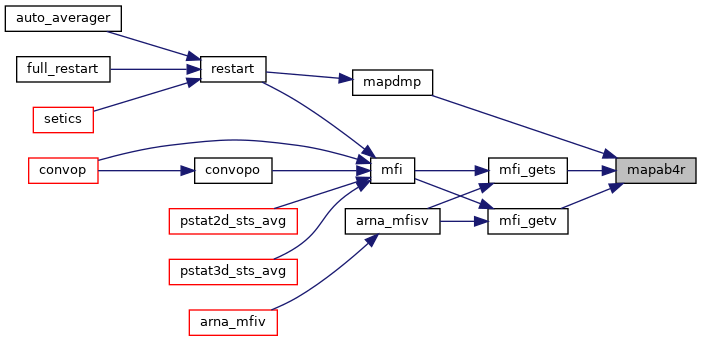 auto_averager
full_restart
restart
setics
mapdmp
convop
convopo
mfi
mfi_gets
mapab4r
pstat2d_sts_avg
arna_mfisv
mfi_getv
pstat3d_sts_avg
arna_mfiv